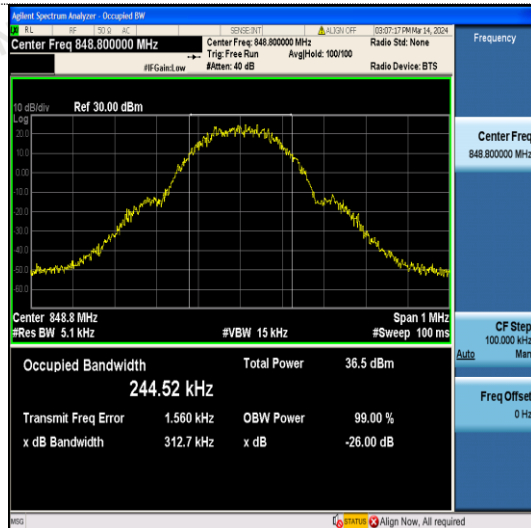 Agilent Spectrum Analyzer - Occupied BW
RL RF 50 Ω AC SENSE:INT ALIGN OFF 03:07:17 PM Mar 14, 2024
Center Freq 848.800000 MHz Center Freq: 848.800000 MHz Radio Std: None Frequency
Trig: Free Run Avg|Hold: 100/100
#IFGain:Low #Atten: 40 dB Radio Device: BTS
10 dB/div Ref 30.00 dBm
Log
20.0
10.0
0.00
-10.0
-20.0
-30.0
-40.0
-50.0
-60.0
Center Freq
848.800000 MHz
Center 848.8 MHz Span 1 MHz
#Res BW 5.1 kHz #VBW 15 kHz #Sweep 100 ms
CF Step
100.000 kHz
Auto Man
Occupied Bandwidth Total Power 36.5 dBm
244.52 kHz
Freq Offset
0 Hz
Transmit Freq Error 1.560 kHz OBW Power 99.00 %
x dB Bandwidth 312.7 kHz x dB -26.00 dB
MSG STATUS Align Now, All required